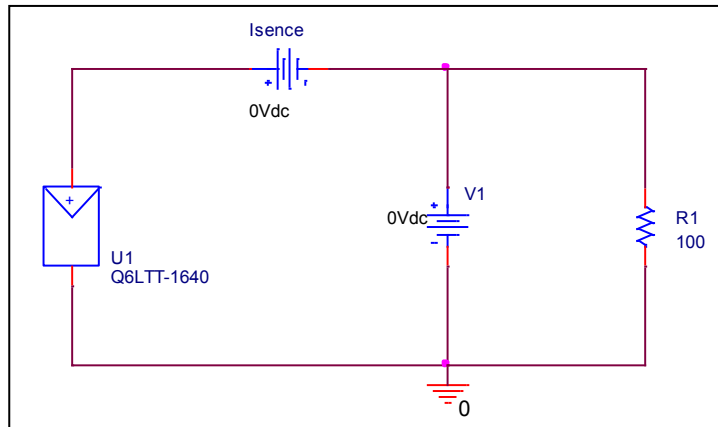 Isence
+
r
0Vdc
+
U1
Q6LTT-1640
+
V1
0Vdc
-
R1
100
0